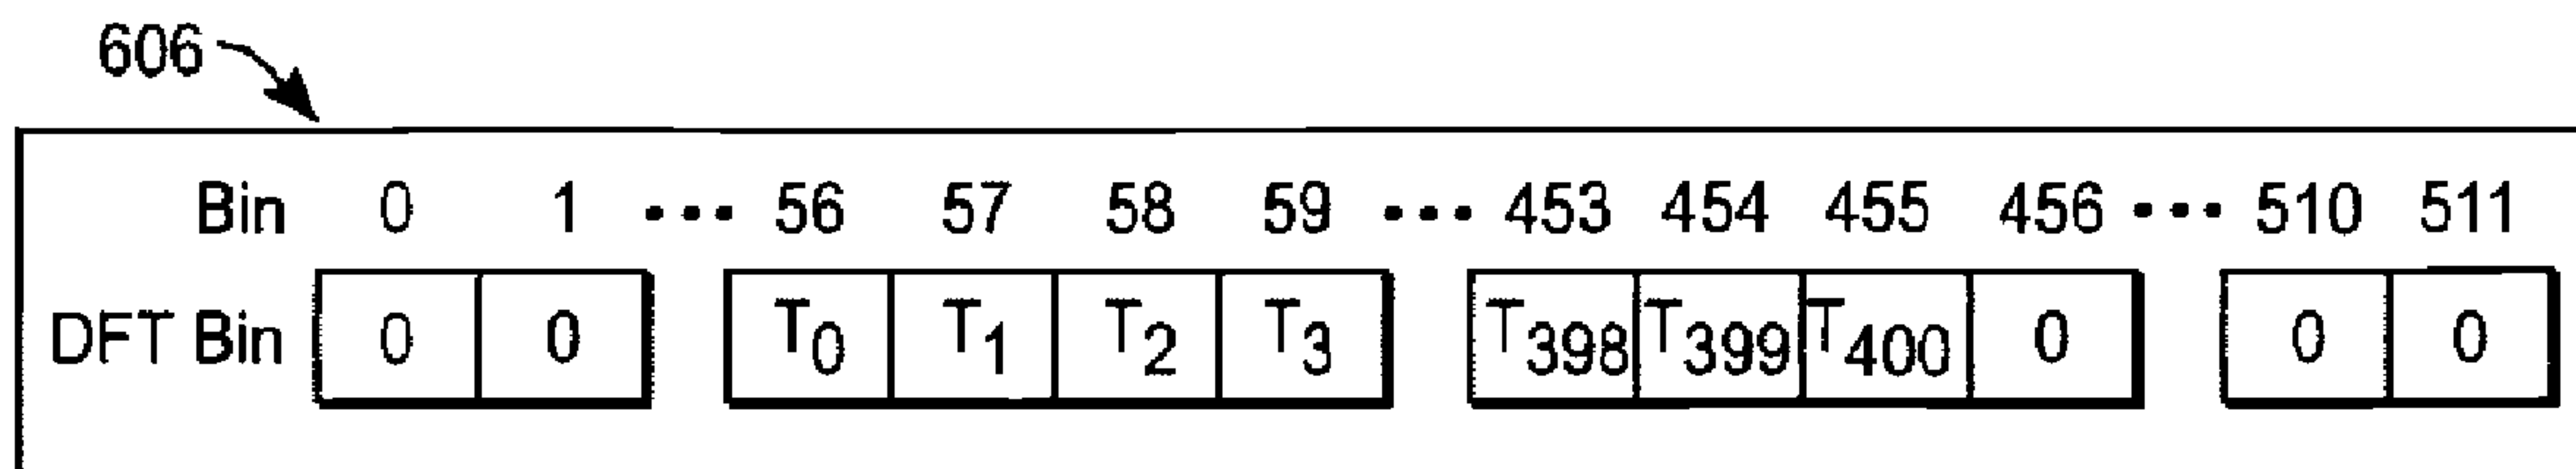 606
Bin 0 1 ••• 56 57 58 59 ••• 453 454 455 456 ••• 510 511
DFT Bin 0 0 T0 T1 T2 T3 T398 T399 T400 0 0 0